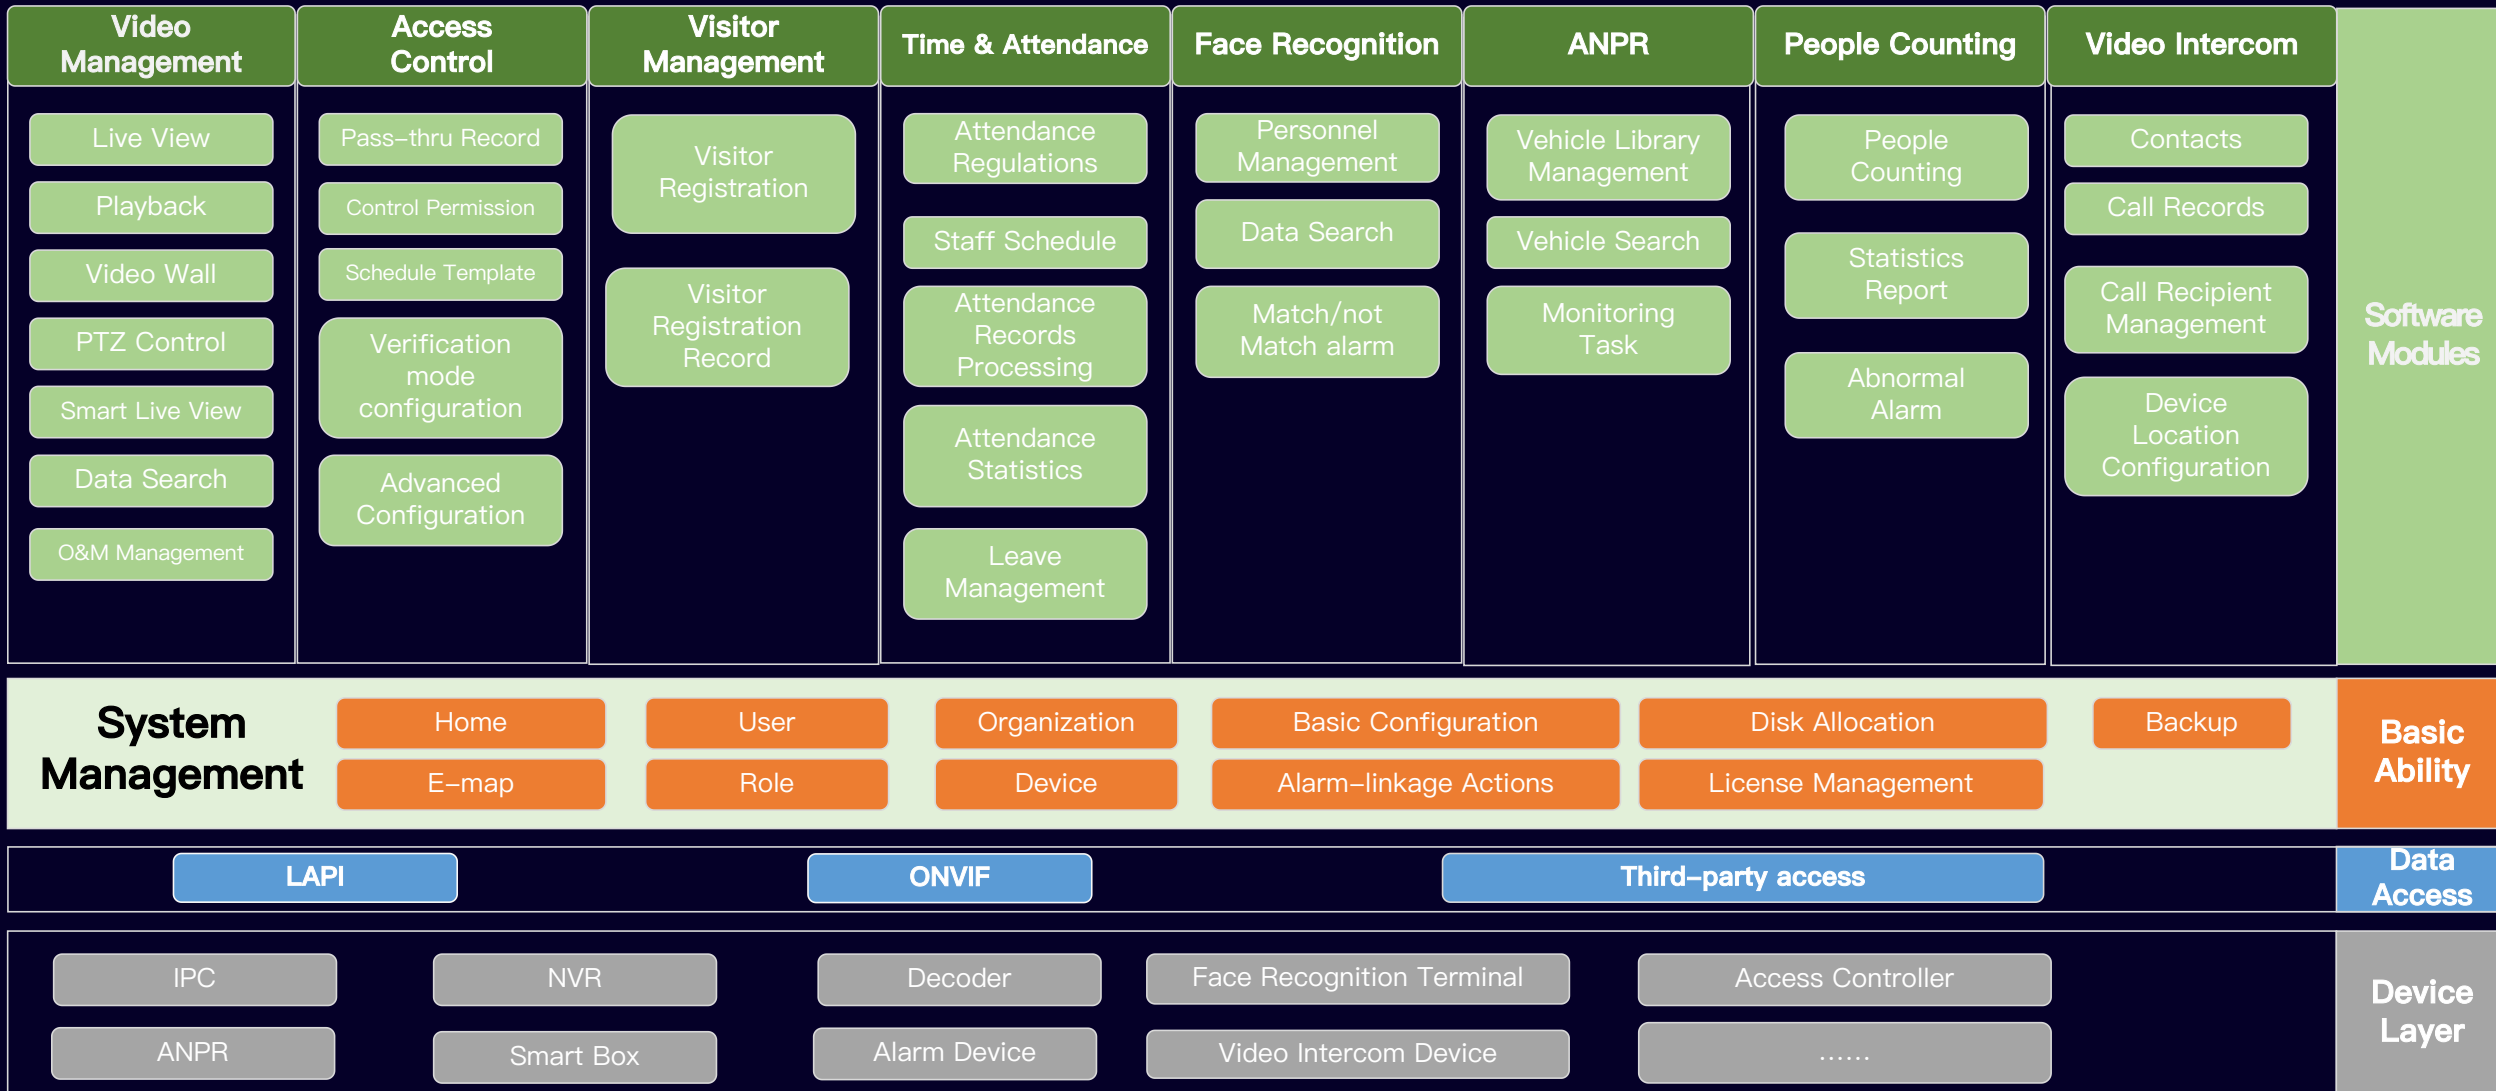 Video
Management
Live View
Playback
Video Wall
PTZ Control
Smart Live View
Data Search
O&M Management
Access
Control
Pass-thru Record
Control Permission
Schedule Template
Verification
mode
configuration
Advanced
Configuration
Visitor
Management
Visitor
Registration
Visitor
Registration
Record
Time & Attendance
Attendance
Regulations
Staff Schedule
Attendance
Records
Processing
Attendance
Statistics
Leave
Management
Face Recognition
Personnel
Management
Data Search
Match/not
Match alarm
ANPR
Vehicle Library
Management
Vehicle Search
Monitoring
Task
People Counting
People
Counting
Statistics
Report
Abnormal
Alarm
Video Intercom
Contacts
Call Records
Call Recipient
Management
Device
Location
Configuration
Software
Modules
System
Management
Home
User
Organization
Basic Configuration
Disk Allocation
Backup
E-map
Role
Device
Alarm-linkage Actions
License Management
Basic
Ability
LAPI
ONVIF
Third-party access
Data
Access
IPC
NVR
Decoder
Face Recognition Terminal
Access Controller
ANPR
Smart Box
Alarm Device
Video Intercom Device
......
Device
Layer